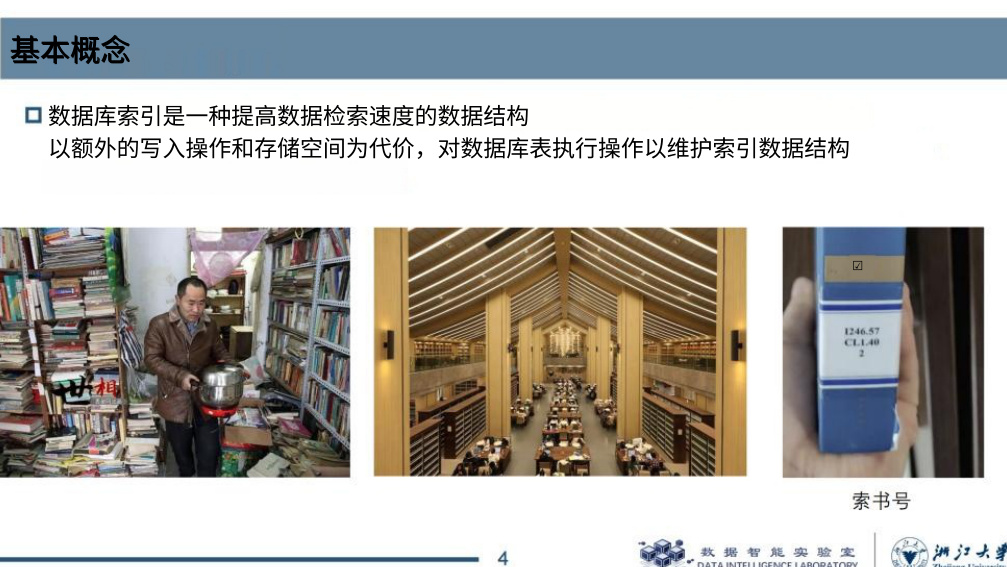 基本概念
数据库索引是一种提高数据检索速度的数据结构
以额外的写入操作和存储空间为代价，对数据库表执行操作以维护索引数据结构
世相
☑
I246.57
CL1.40
2
索书号
4
数据智能实验室
DATA INTELLIGENCE LABORATORY
浙江大学
Zhejiang University